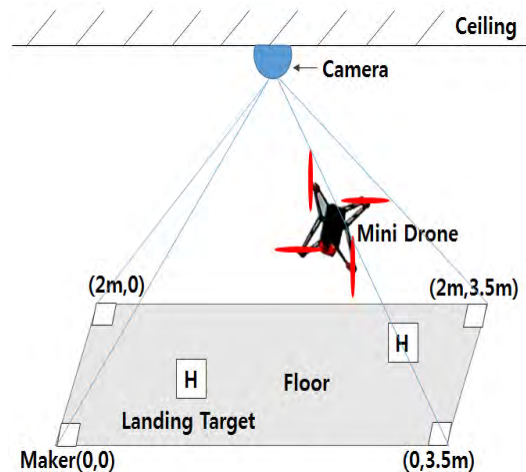 Ceiling
Camera
Mini Drone
(2m,0)
(2m,3.5m)
H
H
Floor
Landing Target
Maker(0,0)
(0,3.5m)